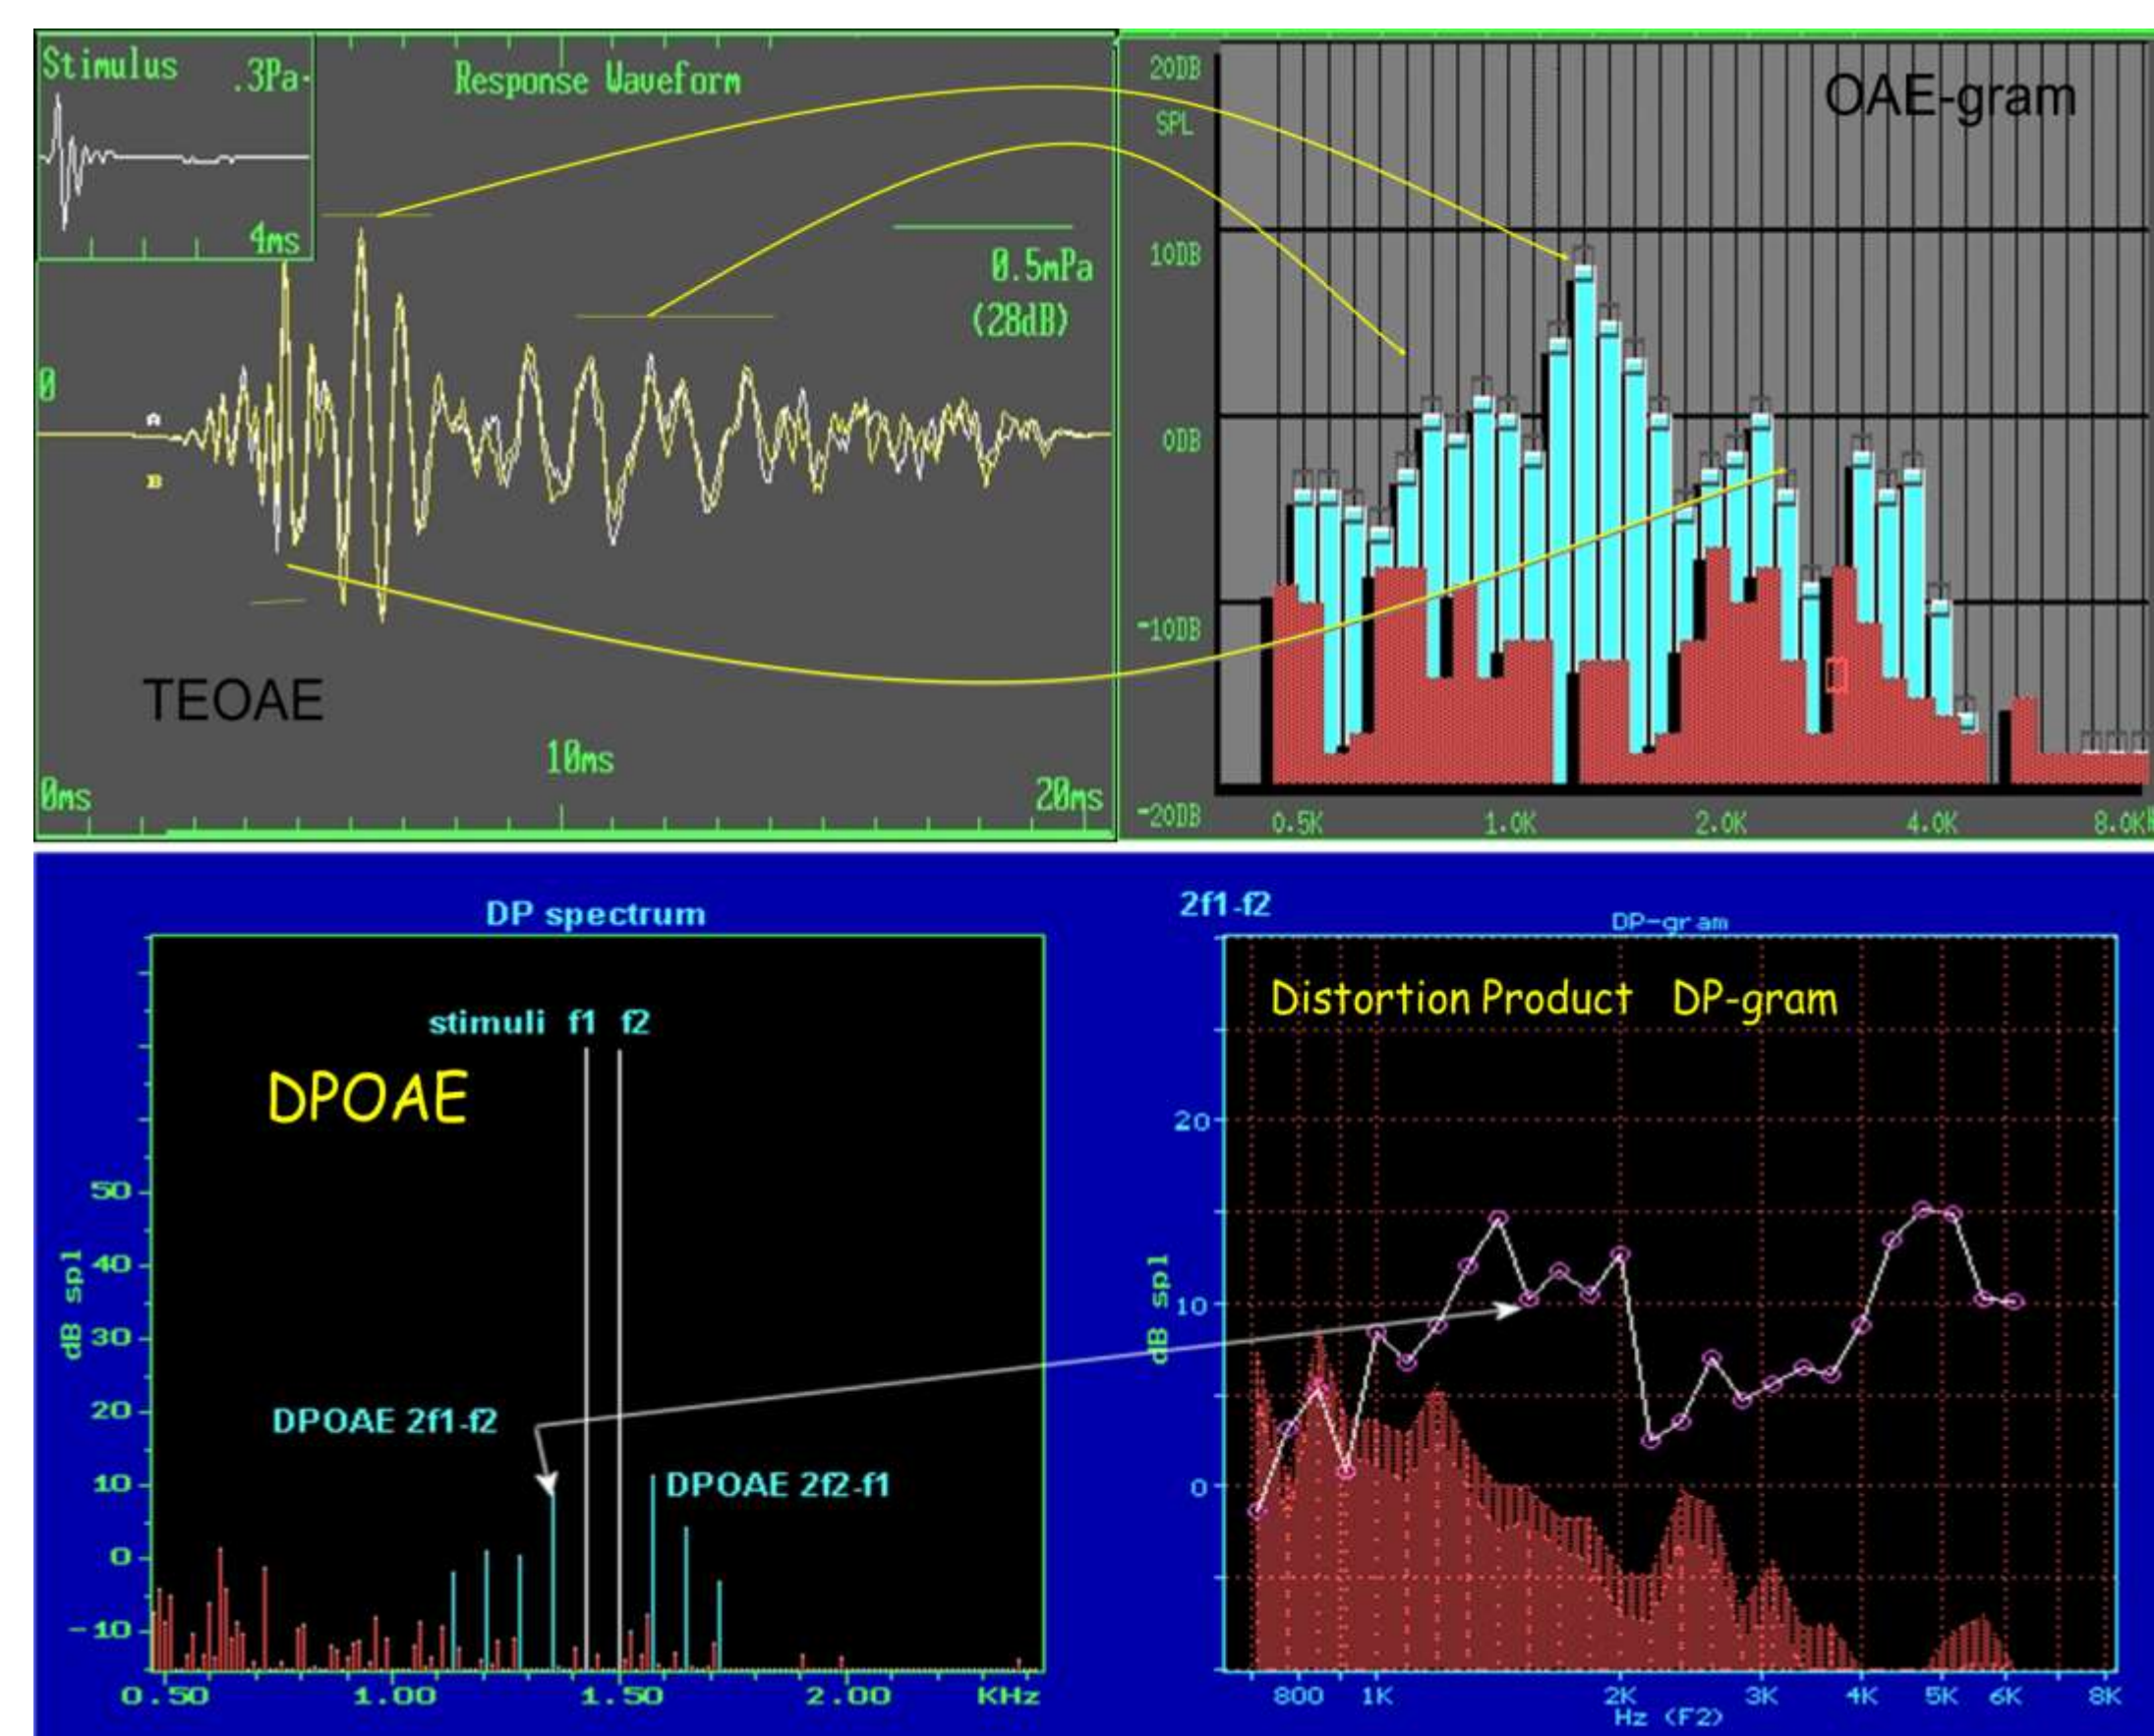 Stimulus .3Pa
4ms
Response Waveform
0.5mPa
(28dB)
0
A
B
TEOAE
0ms
10ms
20ms
OAE-gram
20DB
SPL
10DB
0DB
-10DB
-20DB
0.5K 1.0K 2.0K 4.0K 8.0K
DP spectrum
stimuli f1 f2
DPOAE
DPOAE 2f1-f2
DPOAE 2f2-f1
dB spl
50
40
30
20
10
0
-10
0.50 1.00 1.50 2.00 KHz
2f1-f2
DP-gram
Distortion Product DP-gram
dB spl
20
10
0
800 1K 2K 3K 4K 5K 6K 8K
Hz (F2)